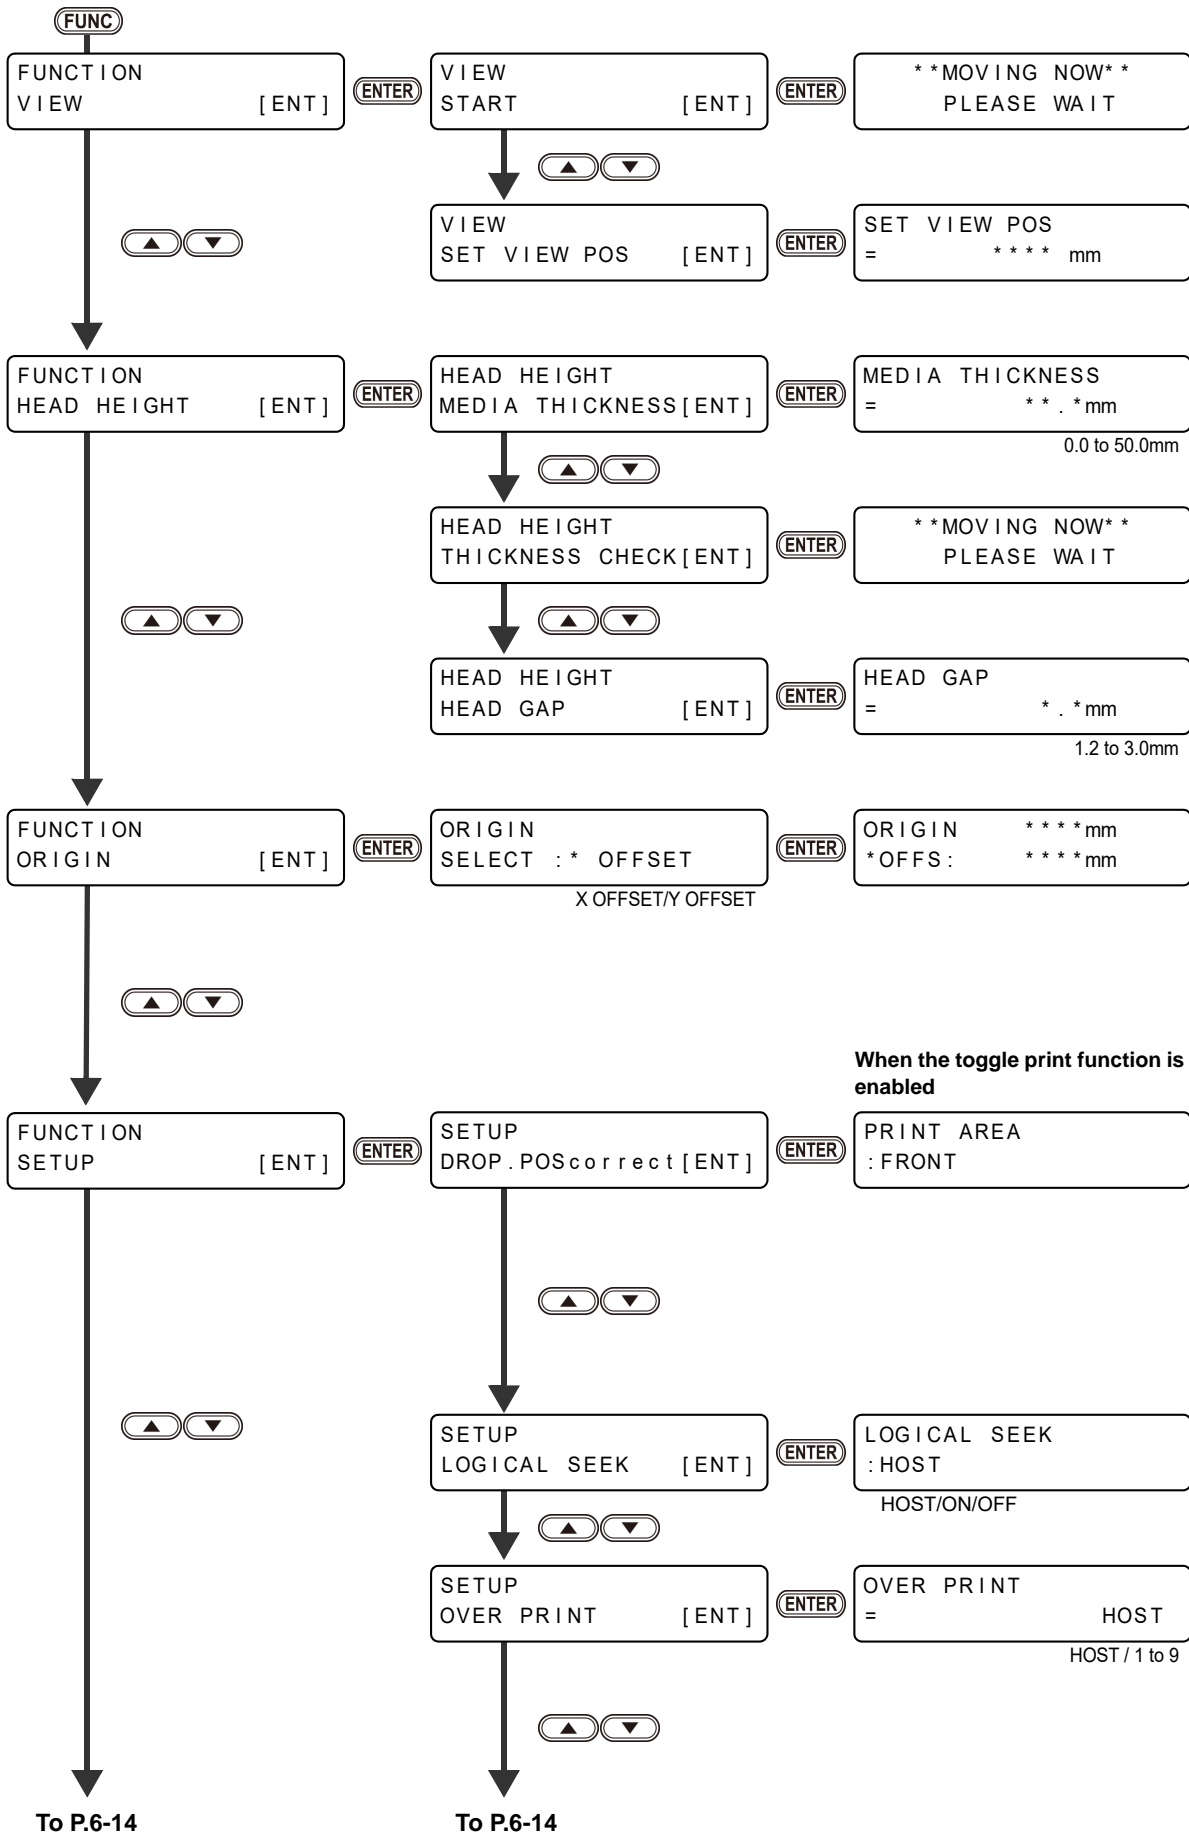 FUNC
FUNCTION
VIEW [ENT]
ENTER
VIEW
START [ENT]
ENTER
**MOVING NOW**
PLEASE WAIT
VIEW
SET VIEW POS [ENT]
ENTER
SET VIEW POS
= **** mm
FUNCTION
HEAD HEIGHT [ENT]
ENTER
HEAD HEIGHT
MEDIA THICKNESS[ENT]
ENTER
MEDIA THICKNESS
= **.*mm
0.0 to 50.0mm
HEAD HEIGHT
THICKNESS CHECK[ENT]
ENTER
**MOVING NOW**
PLEASE WAIT
HEAD HEIGHT
HEAD GAP [ENT]
ENTER
HEAD GAP
= *.*mm
1.2 to 3.0mm
FUNCTION
ORIGIN [ENT]
ENTER
ORIGIN
SELECT :* OFFSET
X OFFSET/Y OFFSET
ENTER
ORIGIN ****mm
*OFFS: ****mm
When the toggle print function is
enabled
FUNCTION
SETUP [ENT]
ENTER
SETUP
DROP.POScorrect[ENT]
ENTER
PRINT AREA
:FRONT
SETUP
LOGICAL SEEK [ENT]
ENTER
LOGICAL SEEK
:HOST
HOST/ON/OFF
SETUP
OVER PRINT [ENT]
ENTER
OVER PRINT
= HOST
HOST / 1 to 9
To P.6-14
To P.6-14